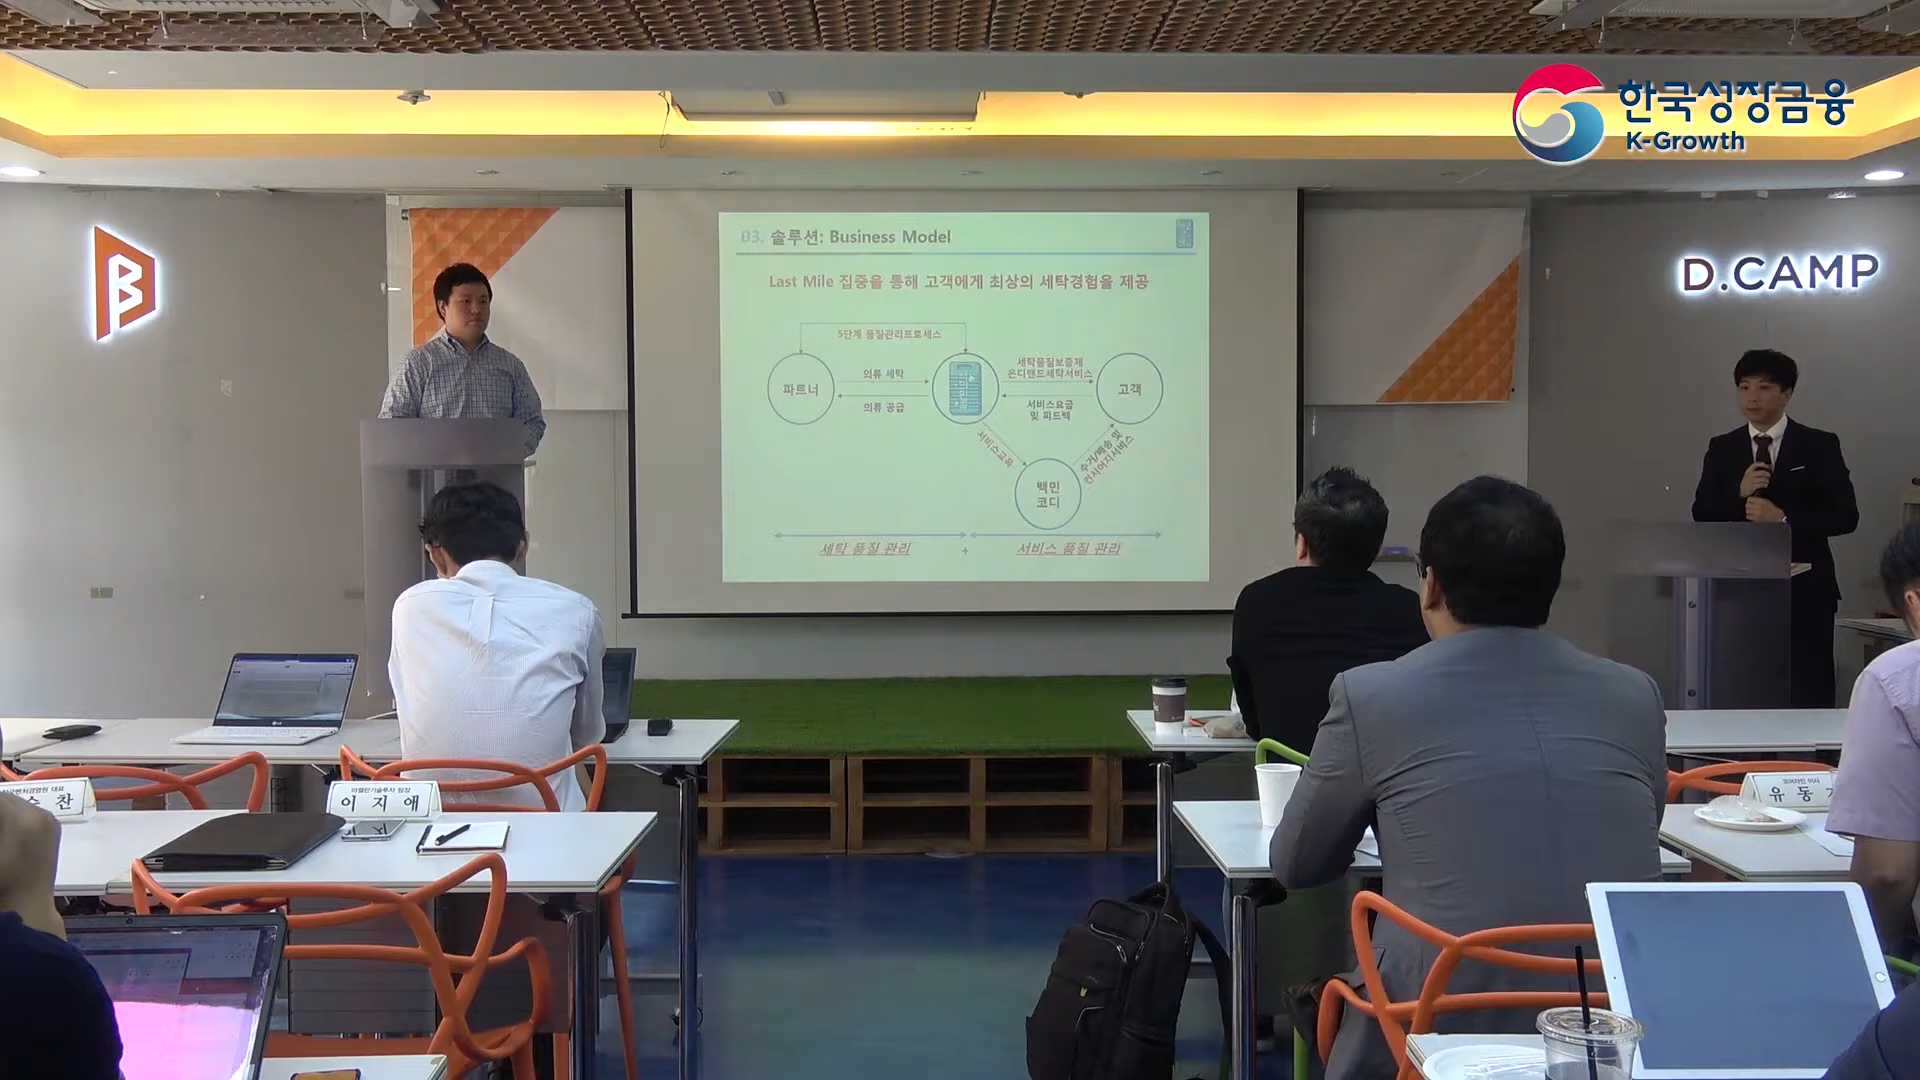 한국성장금융
K-Growth
B
D.CAMP
03. 솔루션: Business Model
Last Mile 집중을 통해 고객에게 최상의 세탁경험을 제공
5단계 품질관리프로세스
파트너
의류 세탁
의류 공급
세탁품질보증제
온디맨드세탁서비스
서비스요금
및 피드백
고객
서비스교육
수거/배송 및
컨시어지서비스
백민
코디
세탁 품질 관리
+
서비스 품질 관리
이 지 애
유 동
찬